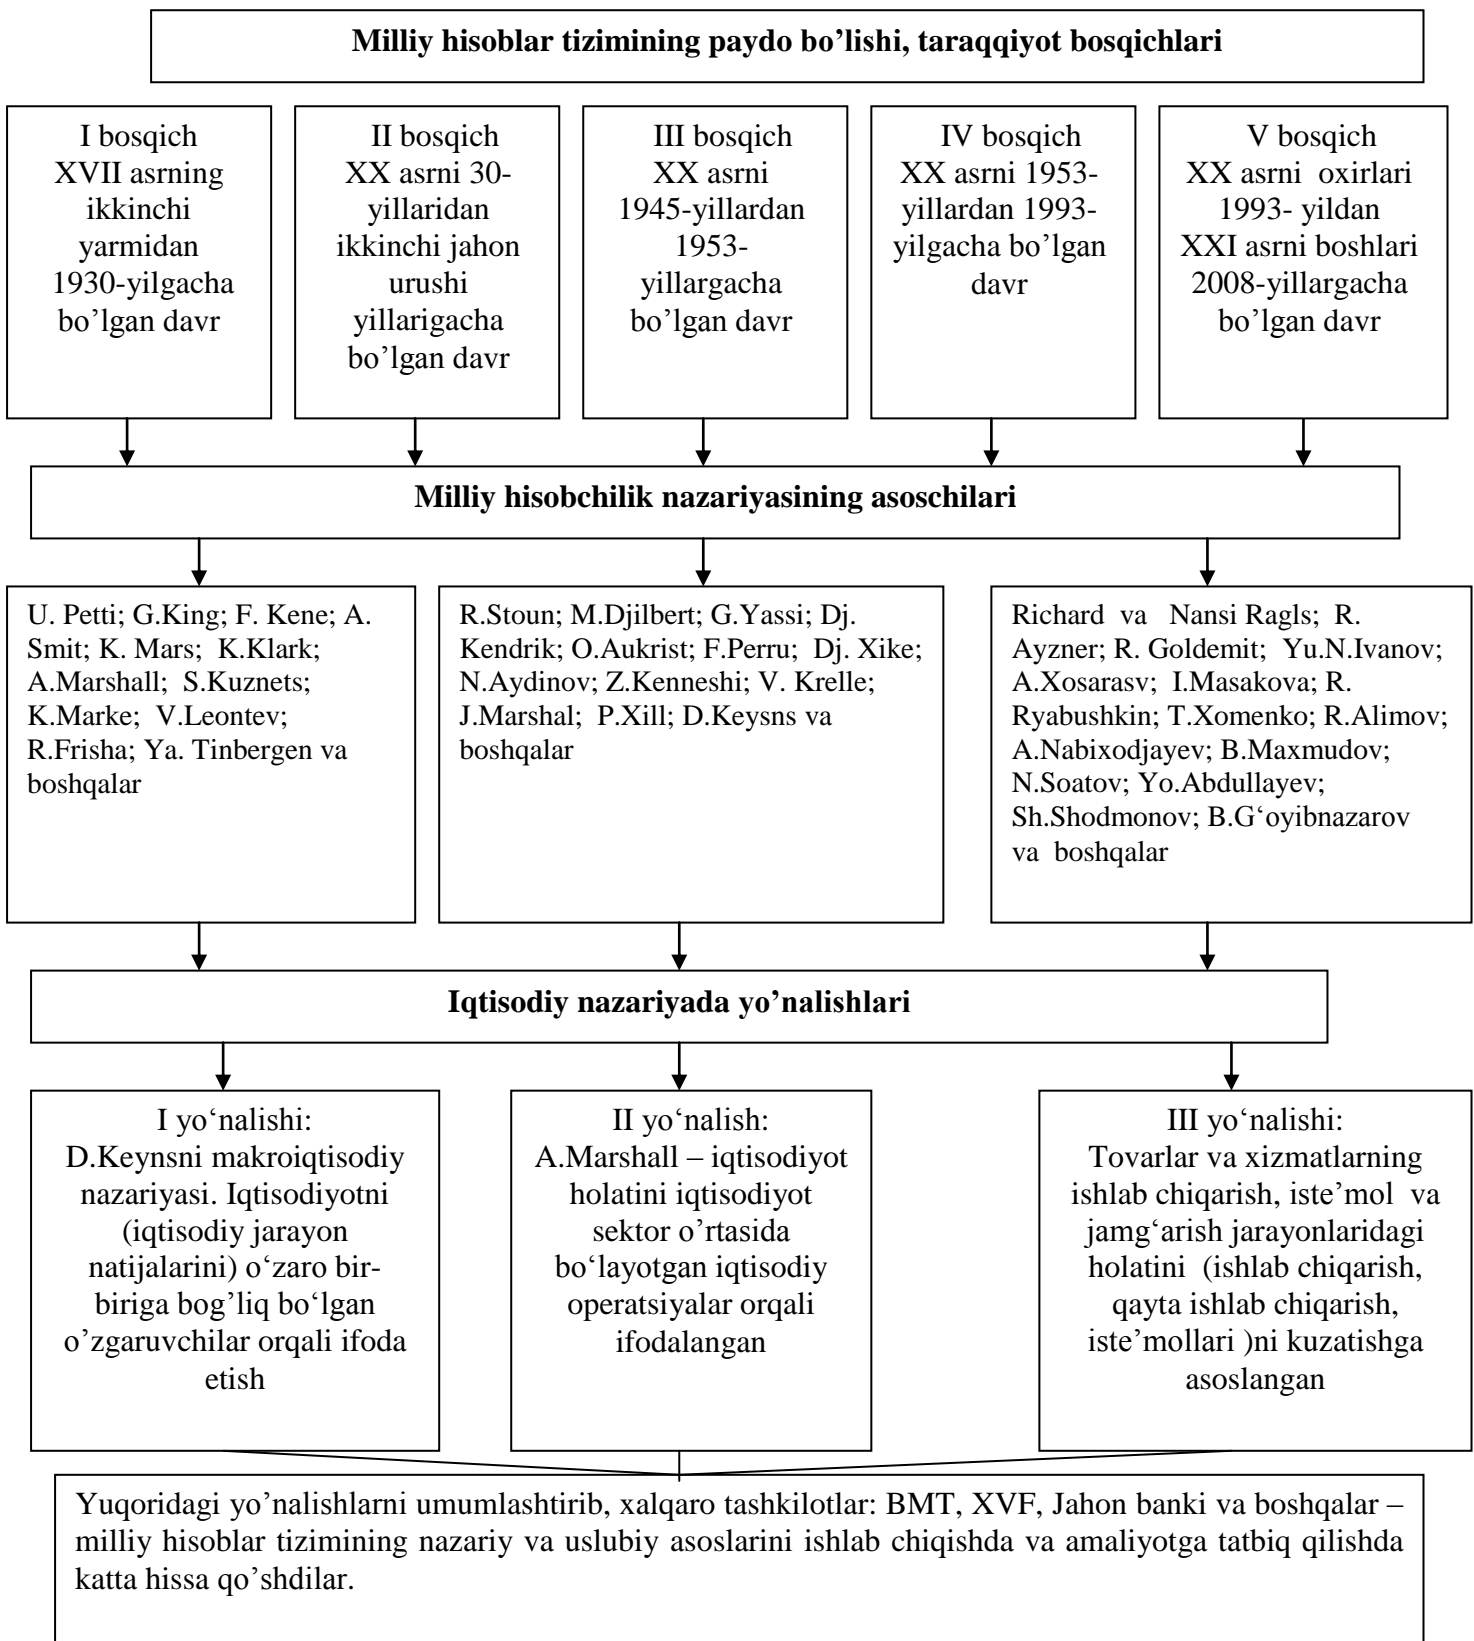 Milliy hisoblar tizimining paydo bo’lishi, taraqqiyot bosqichlari
I bosqich
XVII asrning
ikkinchi
yarmidan
1930-yilgacha
bo’lgan davr
II bosqich
XX asrni 30-
yillaridan
ikkinchi jahon
urushi
yillarigacha
bo’lgan davr
III bosqich
XX asrni
1945-yillardan
1953-
yillargacha
bo’lgan davr
IV bosqich
XX asrni 1953-
yillardan 1993-
yilgacha bo’lgan
davr
V bosqich
XX asrni oxirlari
1993- yildan
XXI asrni boshlari
2008-yillargacha
bo’lgan davr
Milliy hisobchilik nazariyasining asoschilari
U. Petti; G.King; F. Kene; A.
Smit; K. Mars; K.Klark;
A.Marshall; S.Kuznets;
K.Marke; V.Leontev;
R.Frisha; Ya. Tinbergen va
boshqalar
R.Stoun; M.Djilbert; G.Yassi; Dj.
Kendrik; O.Aukrist; F.Perru; Dj. Xike;
N.Aydinov; Z.Kenneshi; V. Krelle;
J.Marshal; P.Xill; D.Keysns va
boshqalar
Richard va Nansi Ragls; R.
Ayzner; R. Goldemit; Yu.N.Ivanov;
A.Xosarasv; I.Masakova; R.
Ryabushkin; T.Xomenko; R.Alimov;
A.Nabixodjayev; B.Maxmudov;
N.Soatov; Yo.Abdullayev;
Sh.Shodmonov; B.G‘oyibnazarov
va boshqalar
Iqtisodiy nazariyada yo’nalishlari
I yo‘nalishi:
D.Keynsni makroiqtisodiy
nazariyasi. Iqtisodiyotni
(iqtisodiy jarayon
natijalarini) o‘zaro bir-
biriga bog’liq bo‘lgan
o’zgaruvchilar orqali ifoda
etish
II yo‘nalish:
A.Marshall – iqtisodiyot
holatini iqtisodiyot
sektor o’rtasida
bo‘layotgan iqtisodiy
operatsiyalar orqali
ifodalangan
III yo‘nalishi:
Tovarlar va xizmatlarning
ishlab chiqarish, iste’mol va
jamg‘arish jarayonlaridagi
holatini (ishlab chiqarish,
qayta ishlab chiqarish,
iste’mollari )ni kuzatishga
asoslangan
Yuqoridagi yo’nalishlarni umumlashtirib, xalqaro tashkilotlar: BMT, XVF, Jahon banki va boshqalar –
milliy hisoblar tizimining nazariy va uslubiy asoslarini ishlab chiqishda va amaliyotga tatbiq qilishda
katta hissa qo’shdilar.